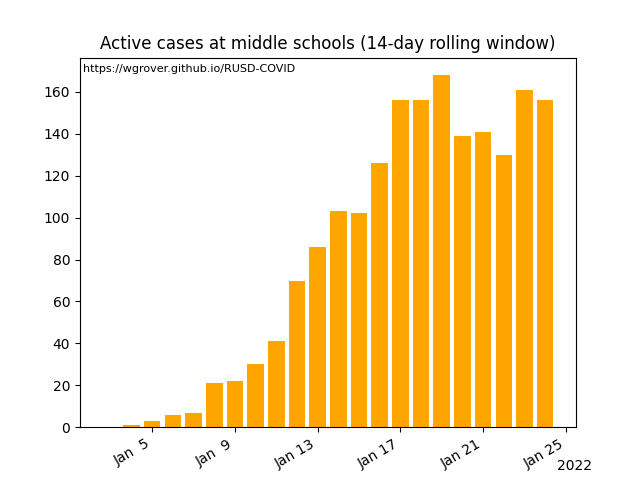 Active cases at middle schools (14-day rolling window)
https://wgrover.github.io/RUSD-COVID
160
140
120
100
80
60
40
20
0
Jan 5
Jan 9
Jan 13
Jan 17
Jan 21
Jan 25
2022